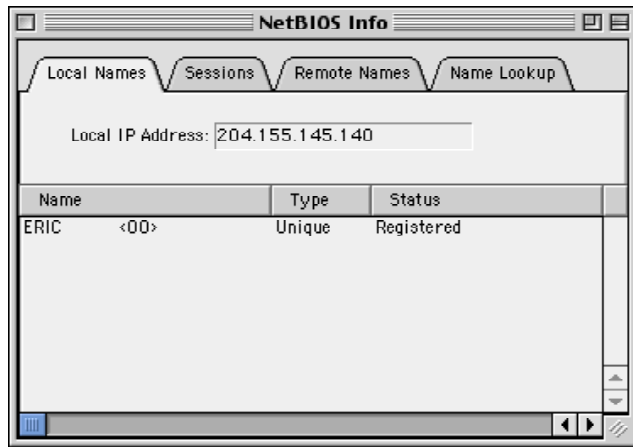 NetBIOS Info
Local Names Sessions Remote Names Name Lookup
Local IP Address: 204.155.145.140
Name Type Status
ERIC <00> Unique Registered